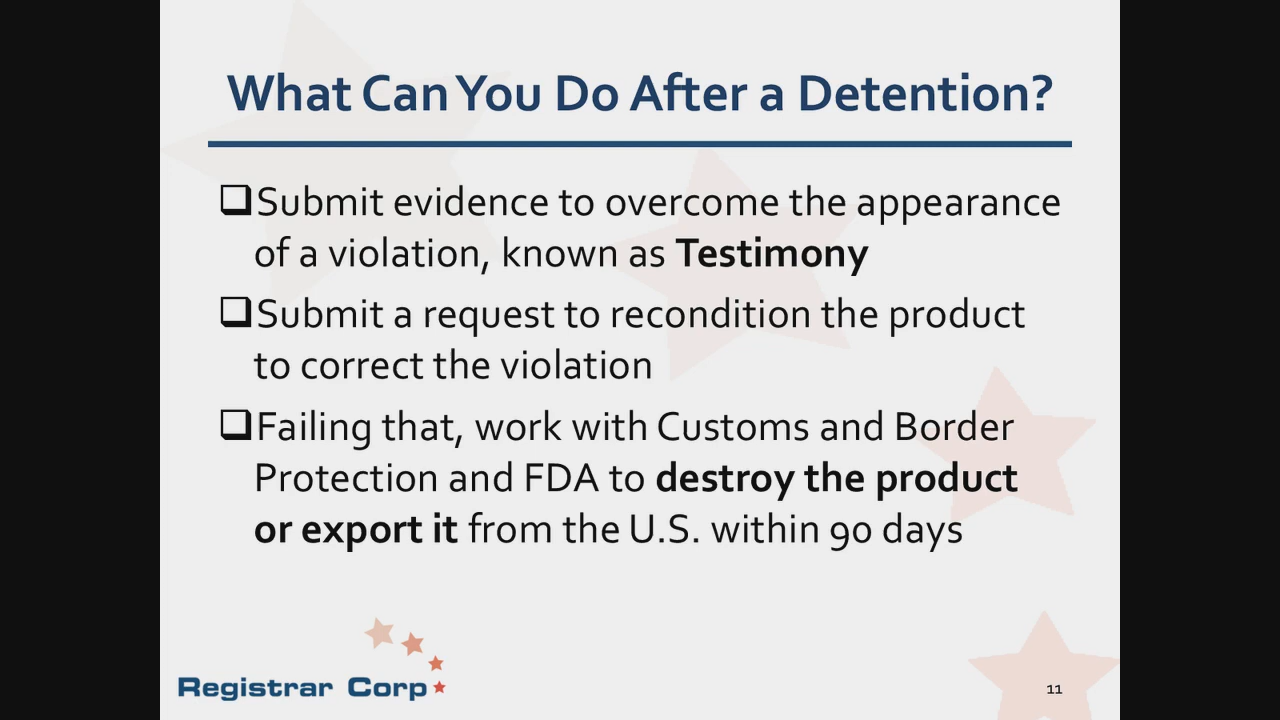 What Can You Do After a Detention?
Submit evidence to overcome the appearance
of a violation, known as Testimony
Submit a request to recondition the product
to correct the violation
Failing that, work with Customs and Border
Protection and FDA to destroy the product
or export it from the U.S. within 90 days
Registrar Corp
11